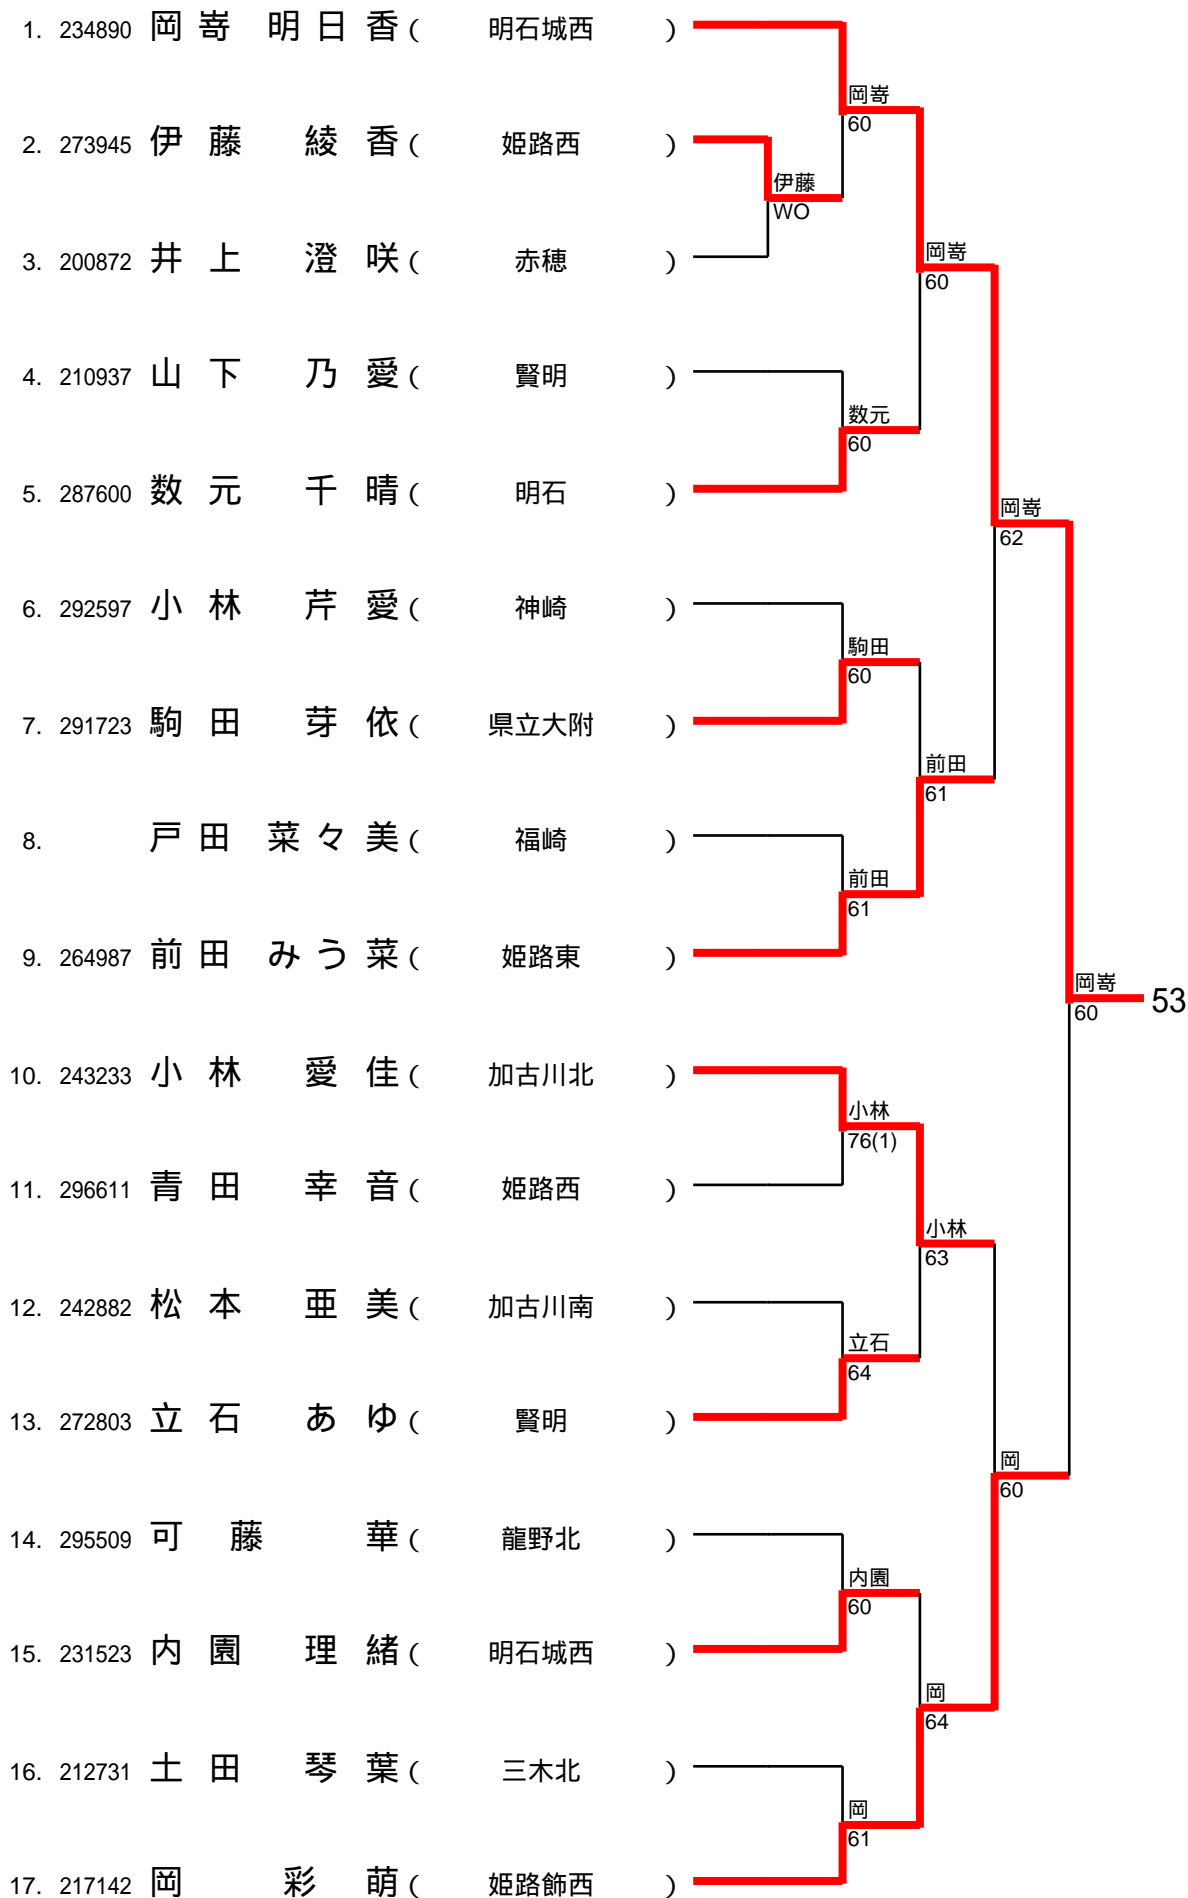 1. 234890 岡嵜 明日香 ( 明石城西 )
岡嵜
60
2. 273945 伊藤 綾香 ( 姫路西 )
伊藤
WO
3. 200872 井上 澄咲 ( 赤穂 )
岡嵜
60
4. 210937 山下 乃愛 ( 賢明 )
数元
60
5. 287600 数元 千晴 ( 明石 )
岡嵜
62
6. 292597 小林 芹愛 ( 神崎 )
駒田
60
7. 291723 駒田 芽依 ( 県立大附 )
前田
61
8. 戸田 菜々美 ( 福崎 )
前田
61
9. 264987 前田 みう菜 ( 姫路東 )
岡嵜
60
53
10. 243233 小林 愛佳 ( 加古川北 )
小林
76(1)
11. 296611 青田 幸音 ( 姫路西 )
小林
63
12. 242882 松本 亜美 ( 加古川南 )
立石
64
13. 272803 立石 あゆ ( 賢明 )
岡
60
14. 295509 可藤 華 ( 龍野北 )
内園
60
15. 231523 内園 理緒 ( 明石城西 )
岡
64
16. 212731 土田 琴葉 ( 三木北 )
岡
61
17. 217142 岡 彩萌 ( 姫路飾西 )